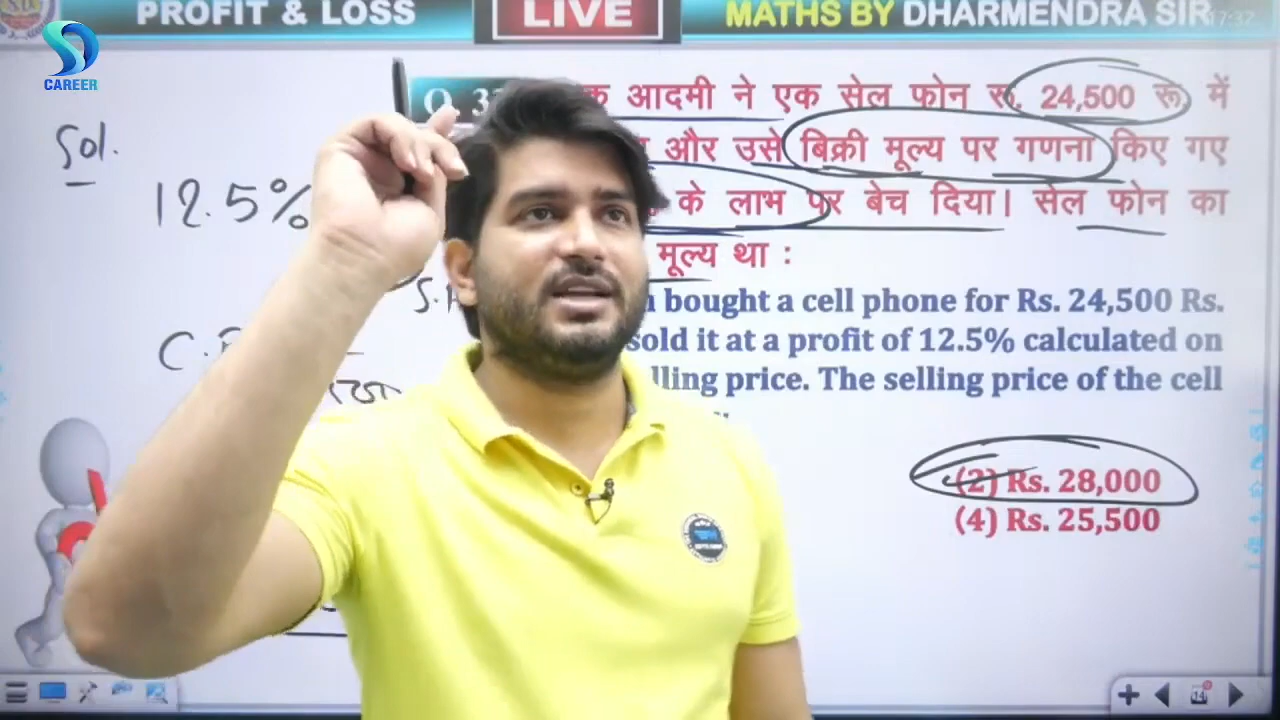 PROFIT & LOSS
LIVE
MATHS BY DHARMENDRA SIR
17:37
CAREER
Sol.
12.5%
आदमी ने एक सेल फोन रू. 24,500 रू में
और उसे बिक्री मूल्य पर गणना किए गए
के लाभ पर बेच दिया। सेल फोन का
मूल्य था :
bought a cell phone for Rs. 24,500 Rs.
sold it at a profit of 12.5% calculated on
price. The selling price of the cell
(2) Rs. 28,000
(4) Rs. 25,500